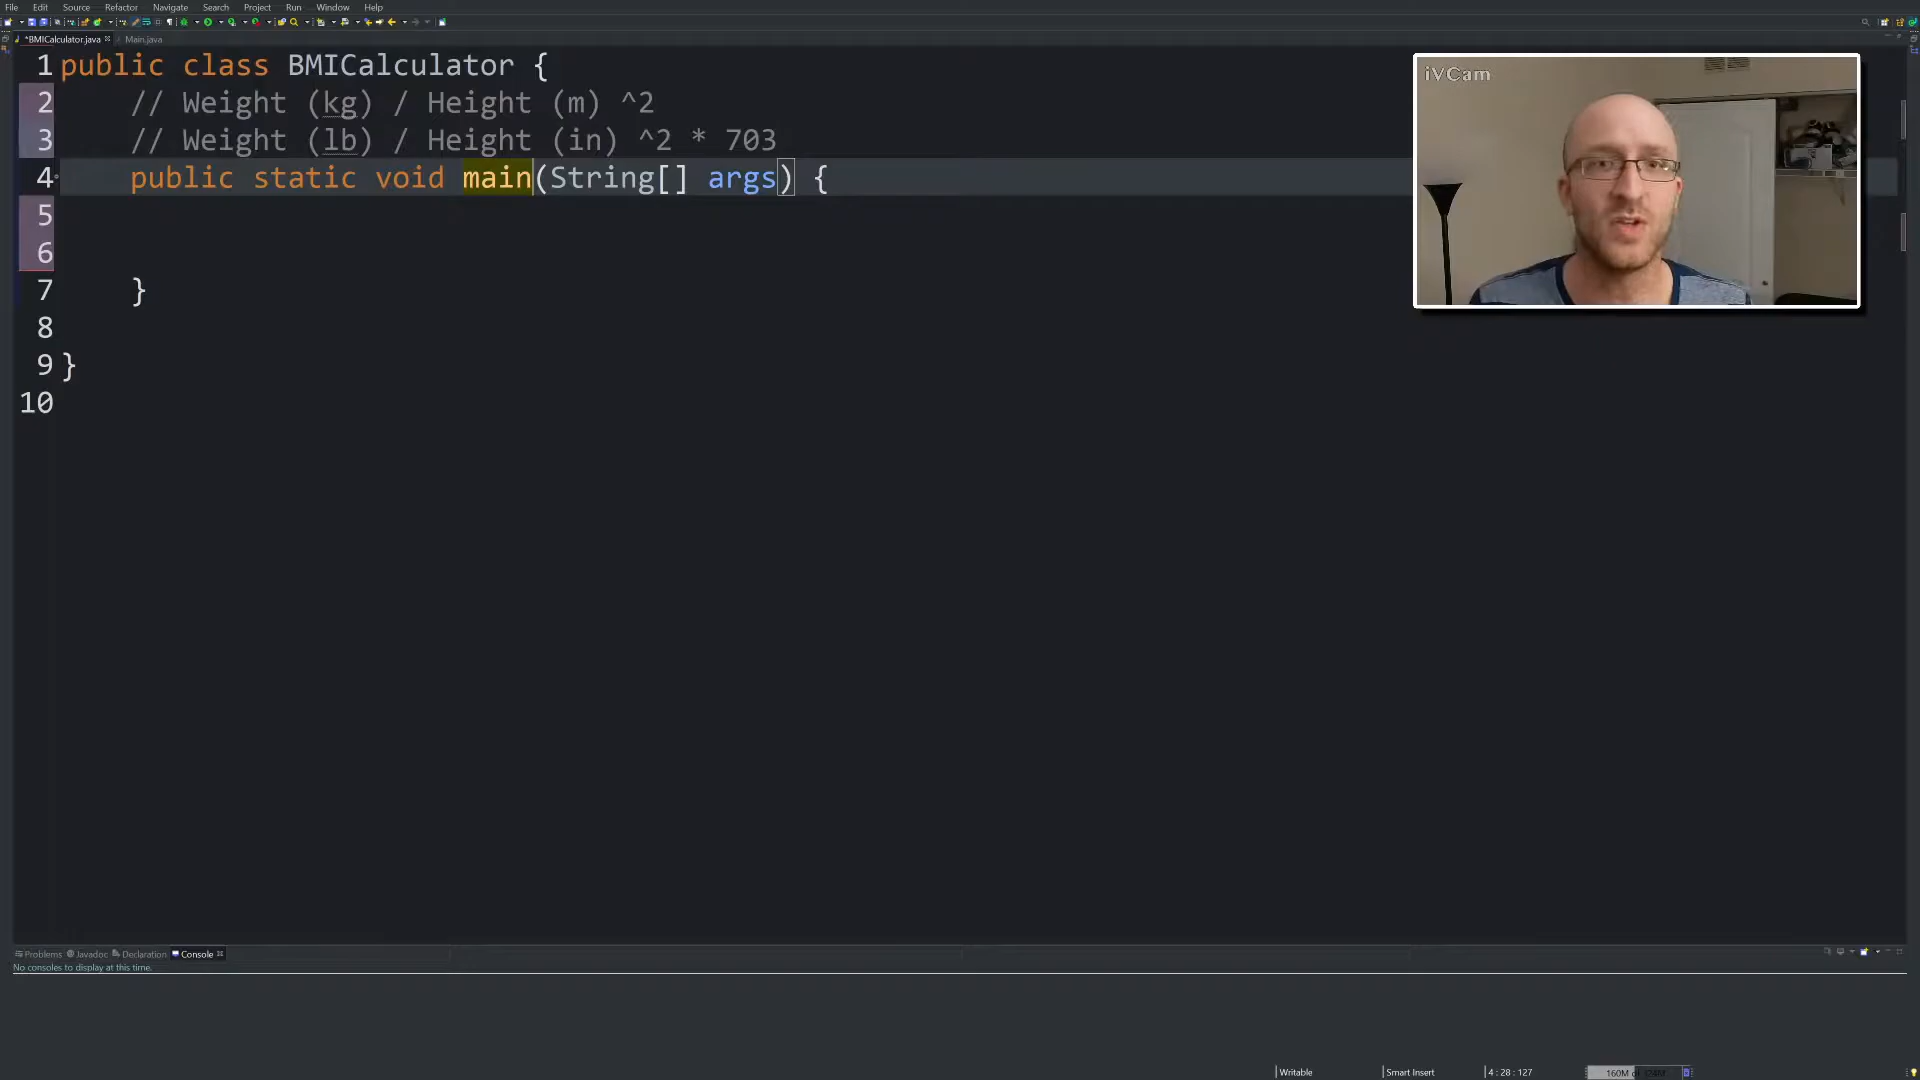 File Edit Source Refactor Navigate Search Project Run Window Help
*BMICalculator.java Main.java
iVCam
1 public class BMICalculator {
2 // Weight (kg) / Height (m) ^2
3 // Weight (lb) / Height (in) ^2 * 703
4 public static void main(String[] args) {
5
6
7 }
8
9 }
10
Problems Javadoc Declaration Console
No consoles to display at this time.
Writable Smart Insert 4 : 28 : 127 160M